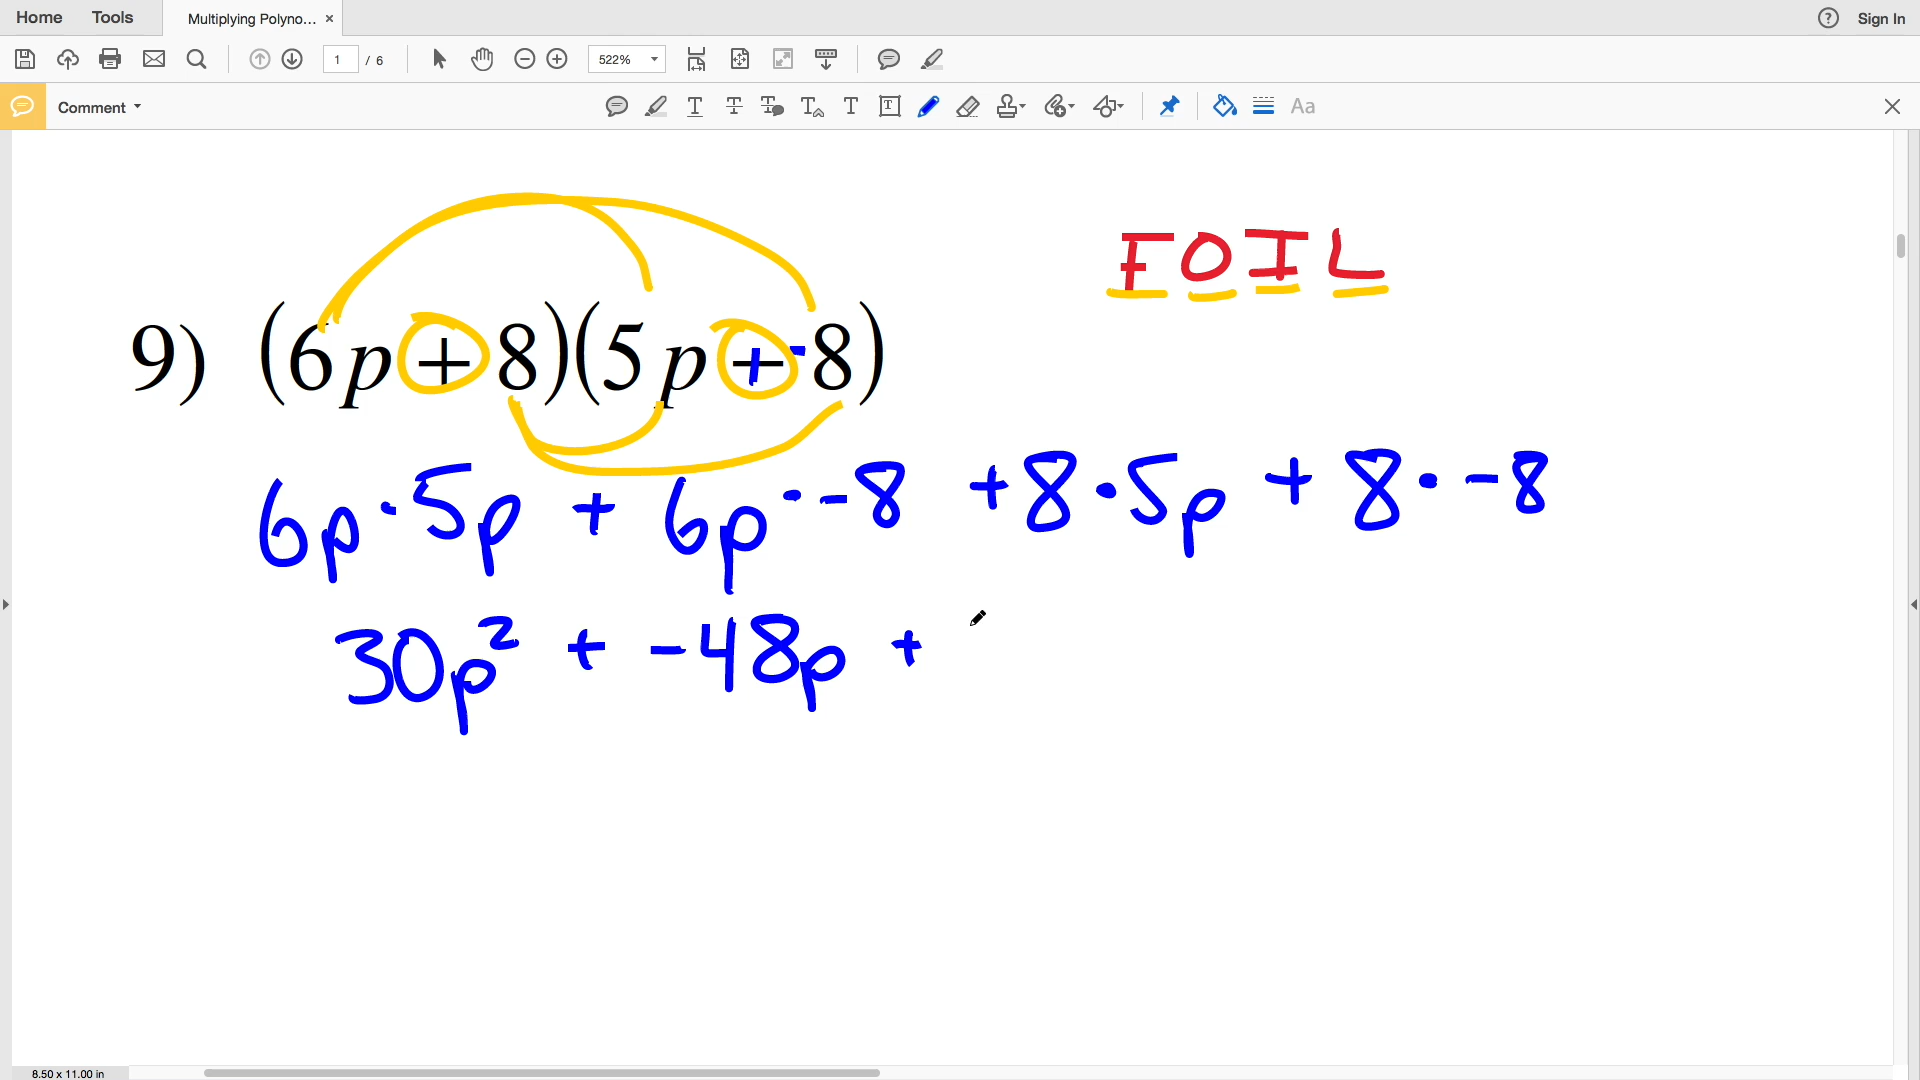 Home Tools Multiplying Polyno... × ? Sign In
1 / 6 522%
Comment T T T T T T Aa
FOIL
9) (6p + 8)(5p + -8)
6p · 5p + 6p · -8 + 8 · 5p + 8 · -8
30p² + -48p +
8.50 x 11.00 in